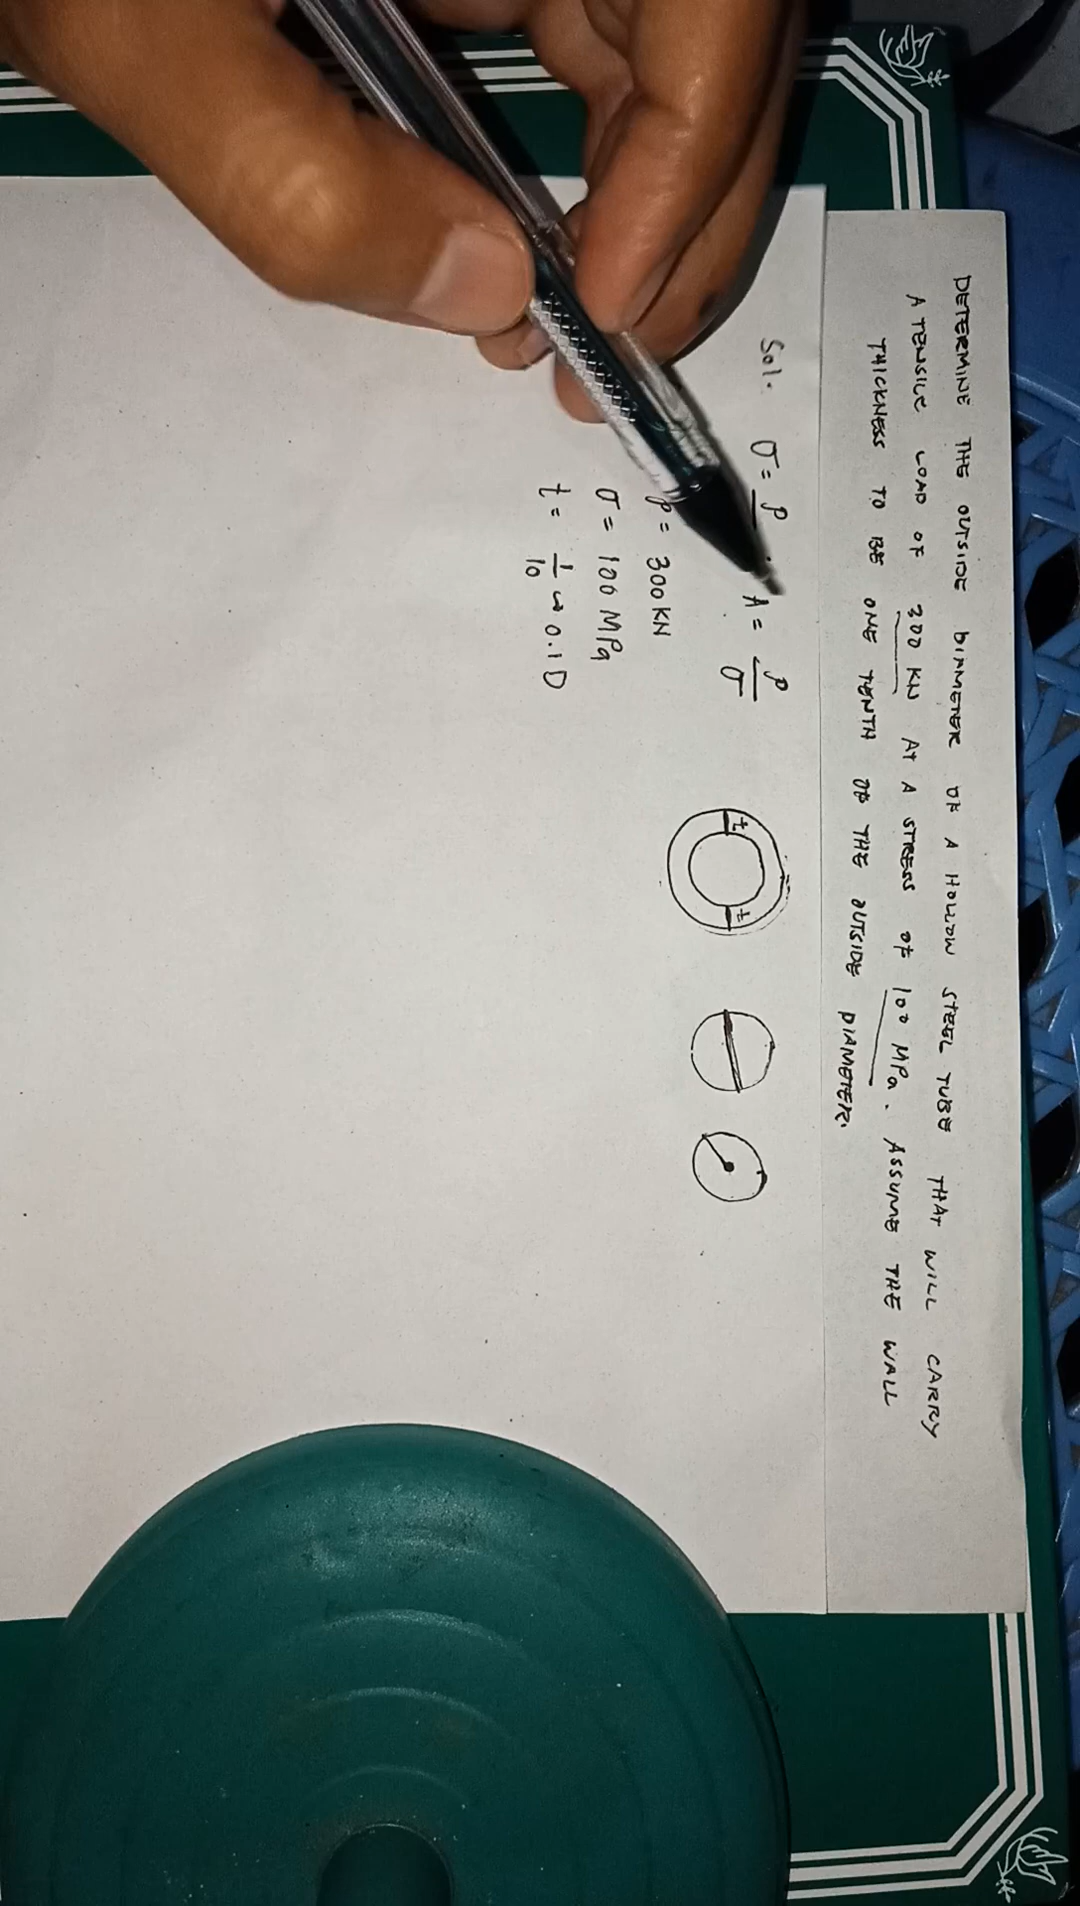 DETERMINE THE OUTSIDE DIAMETER OF A HOLLOW STEEL TUBE THAT WILL CARRY
A TENSILE LOAD OF 300 KN AT A STRESS OF 100 MPa. ASSUME THE WALL
THICKNESS TO BE ONE TENTH OF THE OUTSIDE DIAMETER.
Sol. σ = P A = P/σ
P = 300 KN
σ = 100 MPa
t = 1/10 → 0.1 D
t t